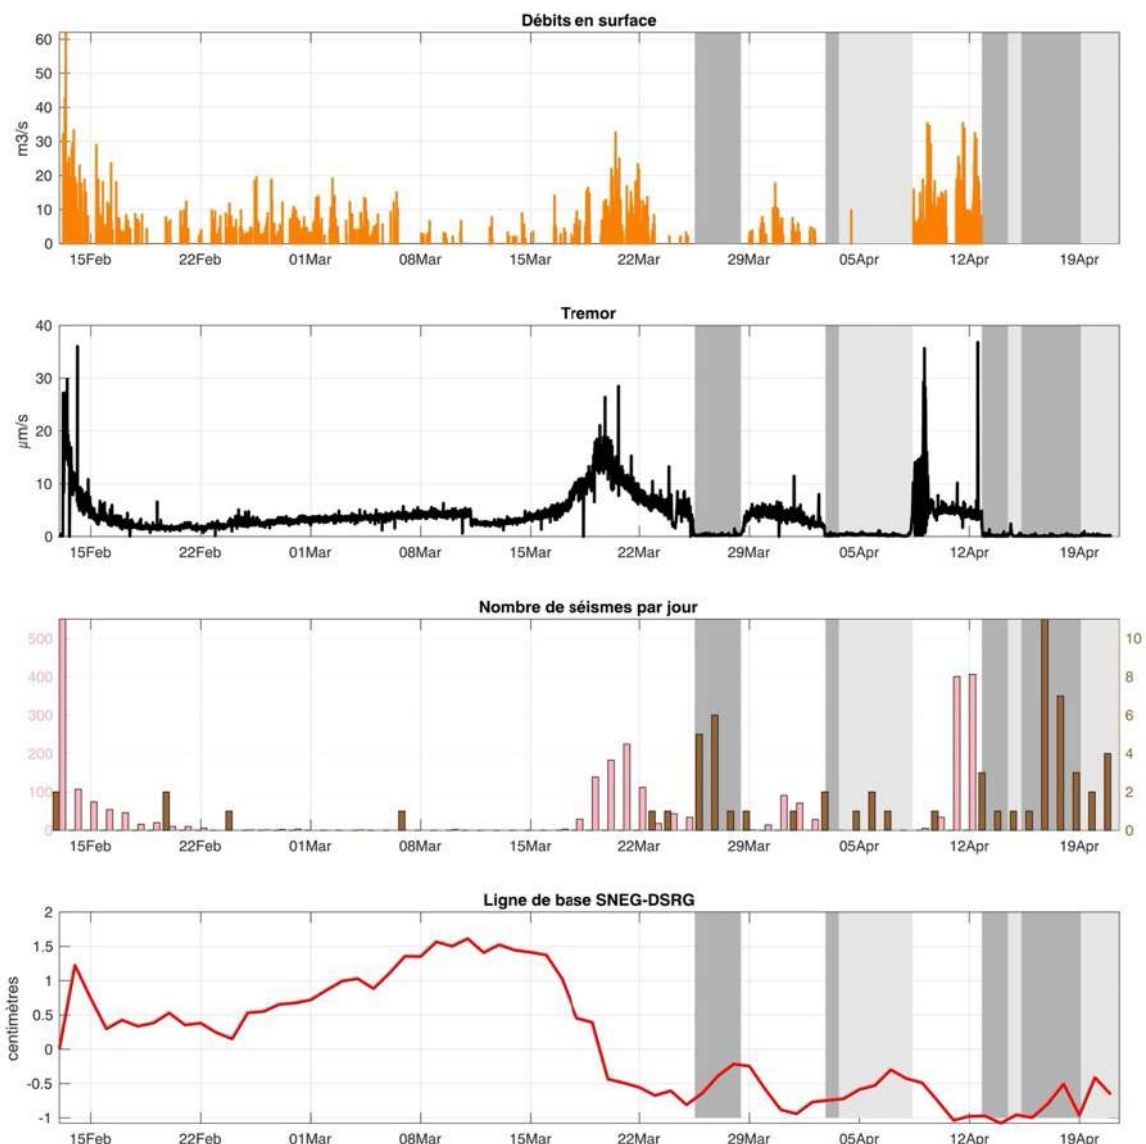 Débits en surface
60
50
40
30
20
10
0
m3/s
15Feb 22Feb 01Mar 08Mar 15Mar 22Mar 29Mar 05Apr 12Apr 19Apr
Tremor
40
30
20
10
0
µm/s
15Feb 22Feb 01Mar 08Mar 15Mar 22Mar 29Mar 05Apr 12Apr 19Apr
Nombre de séismes par jour
500 10
400 8
300 6
200 4
100 2
0 0
15Feb 22Feb 01Mar 08Mar 15Mar 22Mar 29Mar 05Apr 12Apr 19Apr
Ligne de base SNEG-DSRG
2
1.5
1
0.5
0
-0.5
-1
centimètres
15Feb 22Feb 01Mar 08Mar 15Mar 22Mar 29Mar 05Apr 12Apr 19Apr